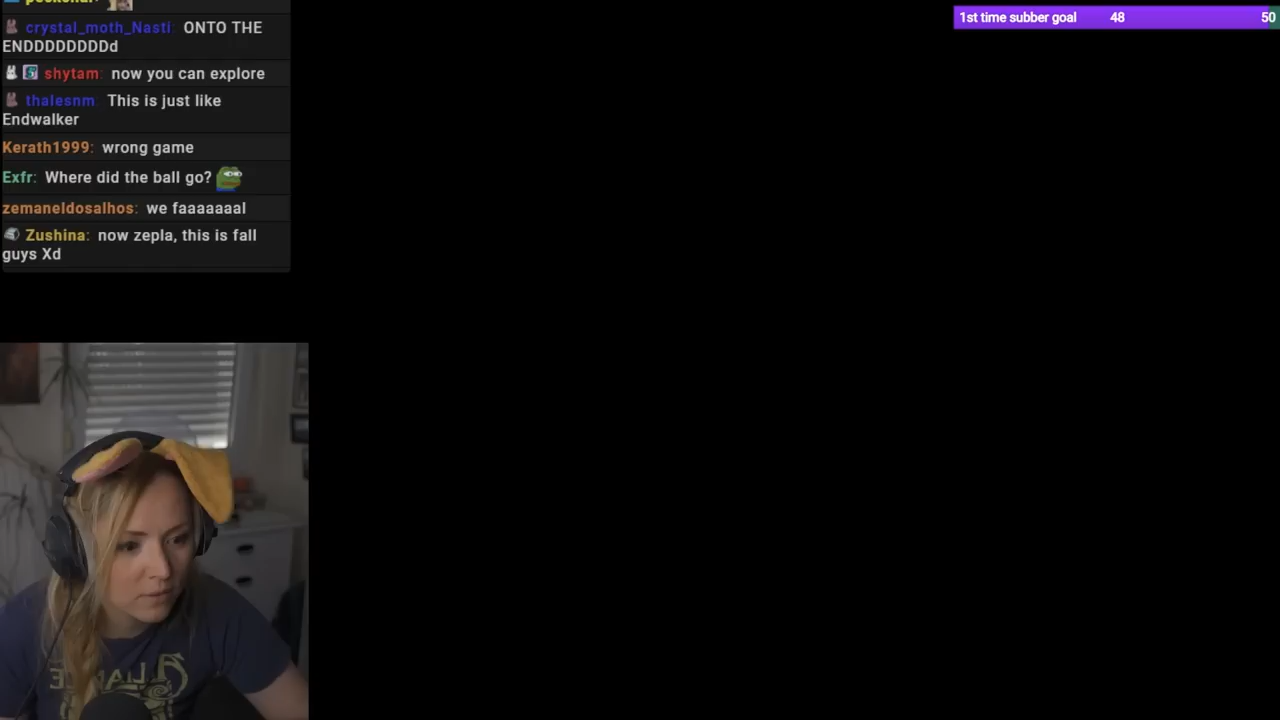 crystal_moth_Nasti: ONTO THE
ENDDDDDDDDd
shytam: now you can explore
thalesnm: This is just like
Endwalker
Kerath1999: wrong game
Exfr: Where did the ball go?
zemaneldosalhos: we faaaaaaal
Zushina: now zepla, this is fall
guys Xd
1st time subber goal 48 50